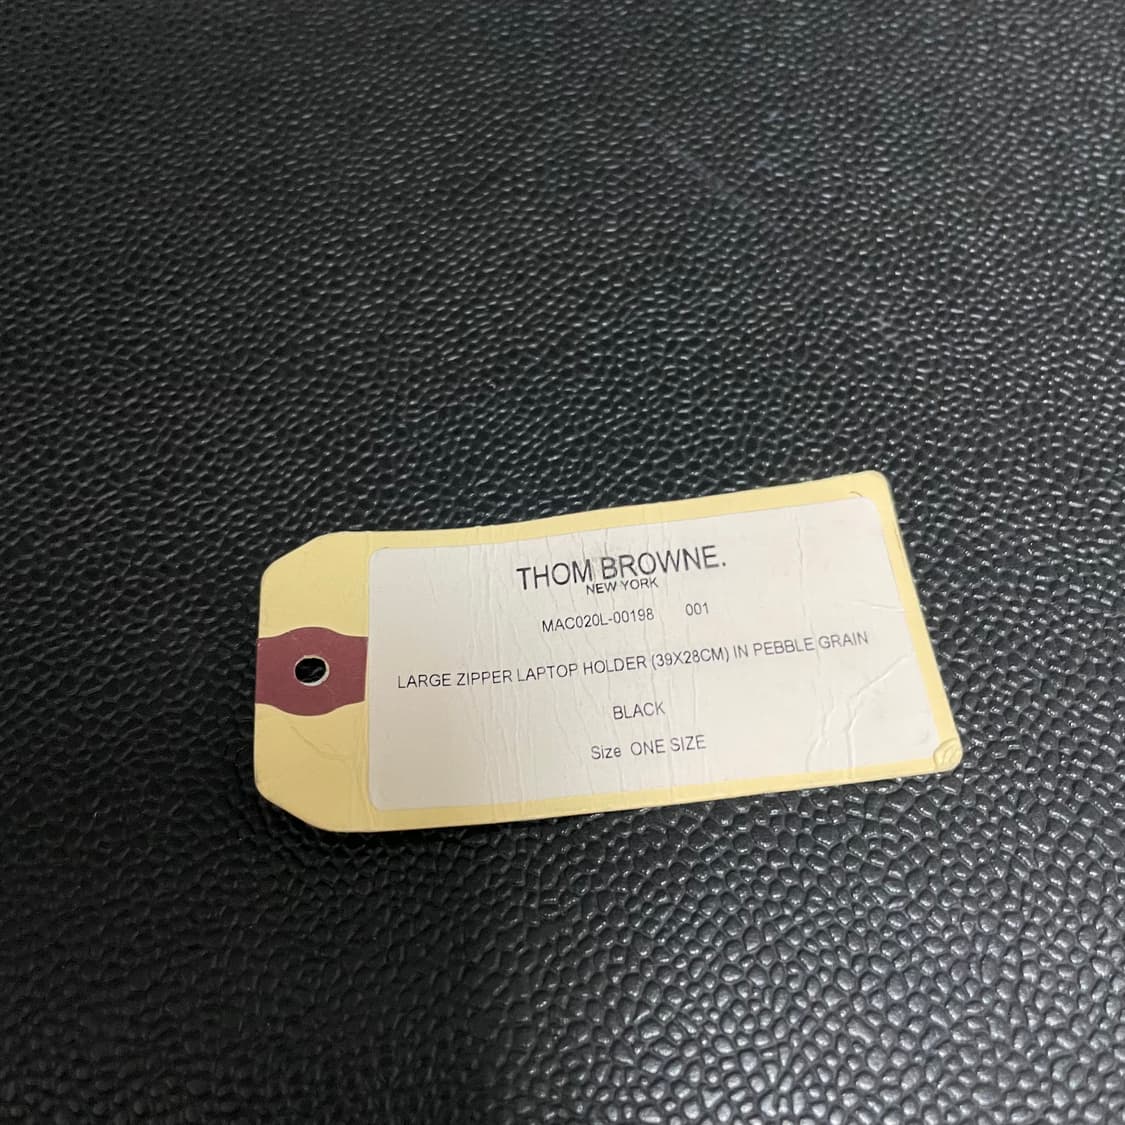 THOM BROWNE.
NEW YORK
MAC020L-00198 001
LARGE ZIPPER LAPTOP HOLDER (39X28CM) IN PEBBLE GRAIN
BLACK
Size ONE SIZE